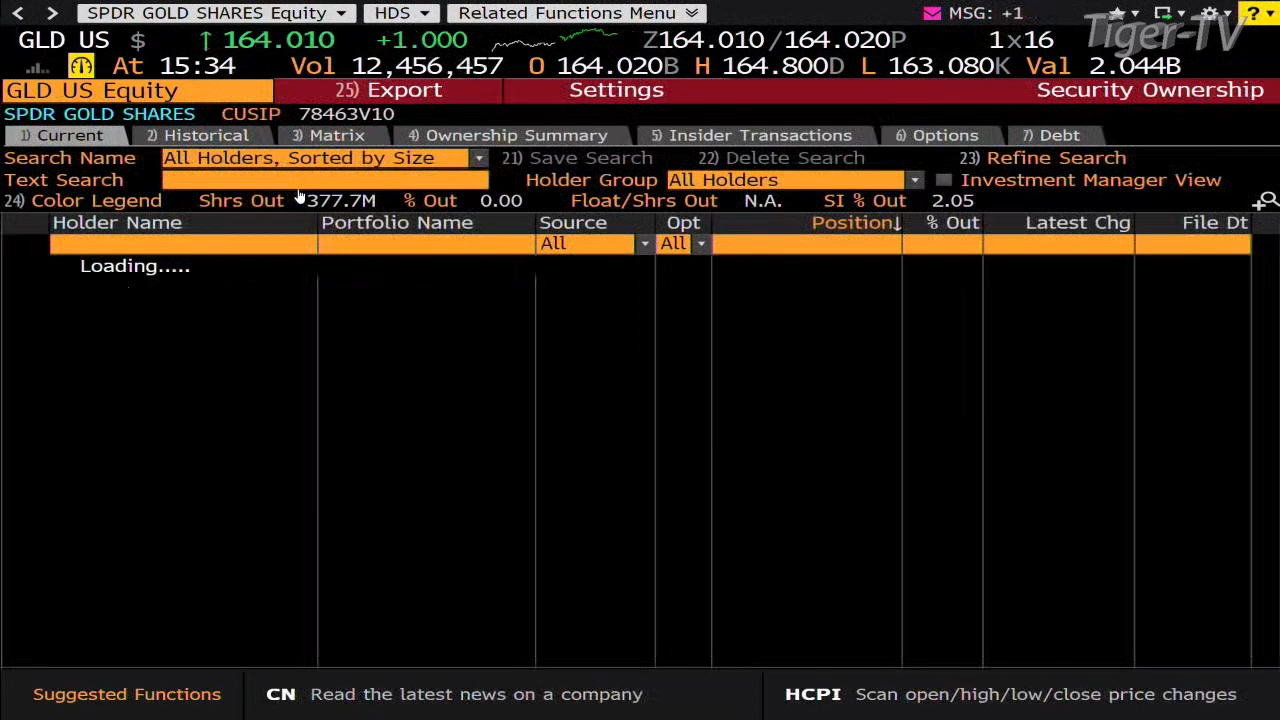 SPDR GOLD SHARES Equity HDS Related Functions Menu MSG: +1 ?
GLD US $ ↑ 164.010 +1.000 Z164.010/164.020P 1x16
At 15:34 Vol 12,456,457 O 164.020B H 164.800D L 163.080K Val 2.044B
Tiger-TV
GLD US Equity 25) Export Settings Security Ownership
SPDR GOLD SHARES CUSIP 78463V10
1) Current 2) Historical 3) Matrix 4) Ownership Summary 5) Insider Transactions 6) Options 7) Debt
Search Name All Holders, Sorted by Size 21) Save Search 22) Delete Search 23) Refine Search
Text Search Holder Group All Holders Investment Manager View
24) Color Legend Shrs Out 377.7M % Out 0.00 Float/Shrs Out N.A. SI % Out 2.05
Holder Name Portfolio Name Source Opt Position↓ % Out Latest Chg File Dt
All All
Loading.....
Suggested Functions CN Read the latest news on a company HCPI Scan open/high/low/close price changes